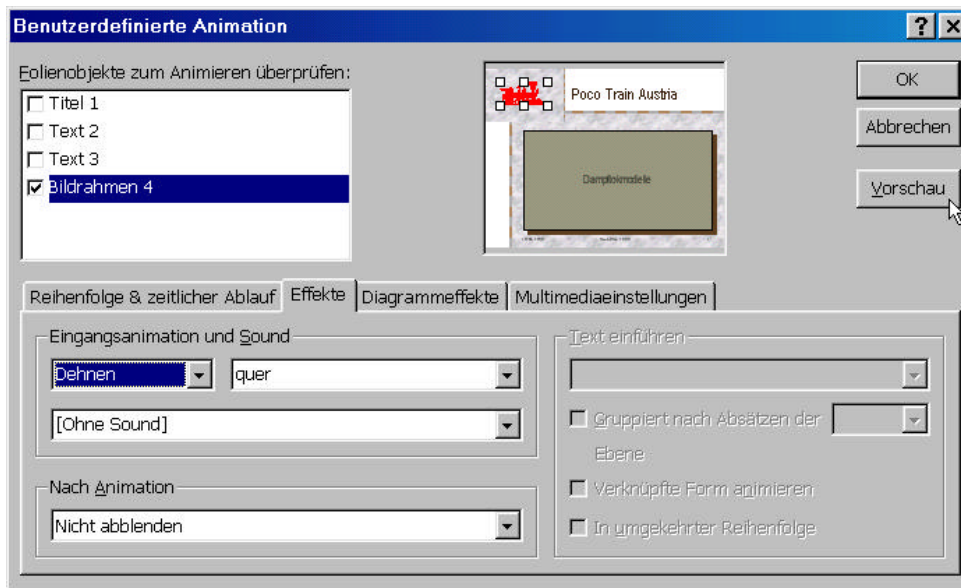 Benutzerdefinierte Animation
Folienobjekte zum Animieren überprüfen:
Titel 1
Text 2
Text 3
Bildrahmen 4
Poco Train Austria
Dampflokmodelle
OK
Abbrechen
Vorschau
Reihenfolge & zeitlicher Ablauf
Effekte
Diagrammeffekte
Multimediaeinstellungen
Eingangsanimation und Sound
Dehnen
quer
[Ohne Sound]
Nach Animation
Nicht abblenden
Text einführen
Gruppiert nach Absätzen der
Ebene
Verknüpfte Form animieren
In umgekehrter Reihenfolge